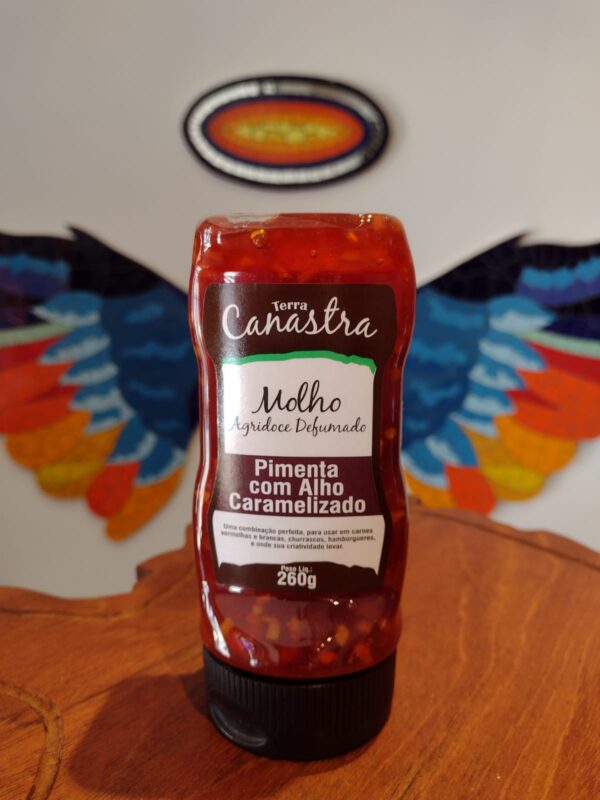 Terra
Canastra
Molho
Agridoce Defumado
Pimenta
com Alho
Caramelizado
Uma combinação perfeita, para usar em carnes
vermelhas e brancas, churrascos, hambúrgueres,
e onde sua criatividade levar.
Peso Liq.:
260g